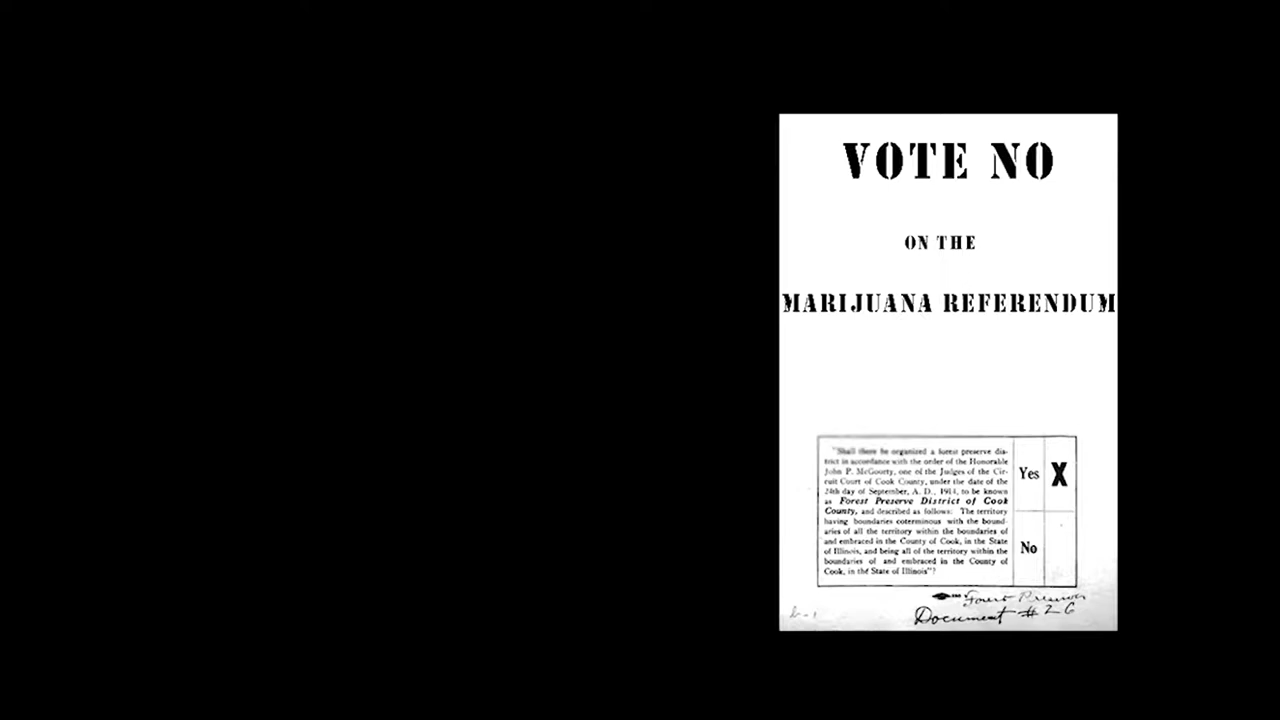 VOTE NO
ON THE
MARIJUANA REFERENDUM
"Shall there be organized a forest preserve dis-
trict in accordance with the order of the Honorable
John P. McGoorty, one of the Judges of the Cir-
cuit Court of Cook County, under the date of the
24th day of September, A. D., 1914, to be known
as Forest Preserve District of Cook
County, and described as follows: The territory
having boundaries coterminous with the bound-
aries of all the territory within the boundaries of
and embraced in the County of Cook, in the State
of Illinois, and being all of the territory within the
boundaries of and embraced in the County of
Cook, in the State of Illinois"?
Yes X
No
Document #26